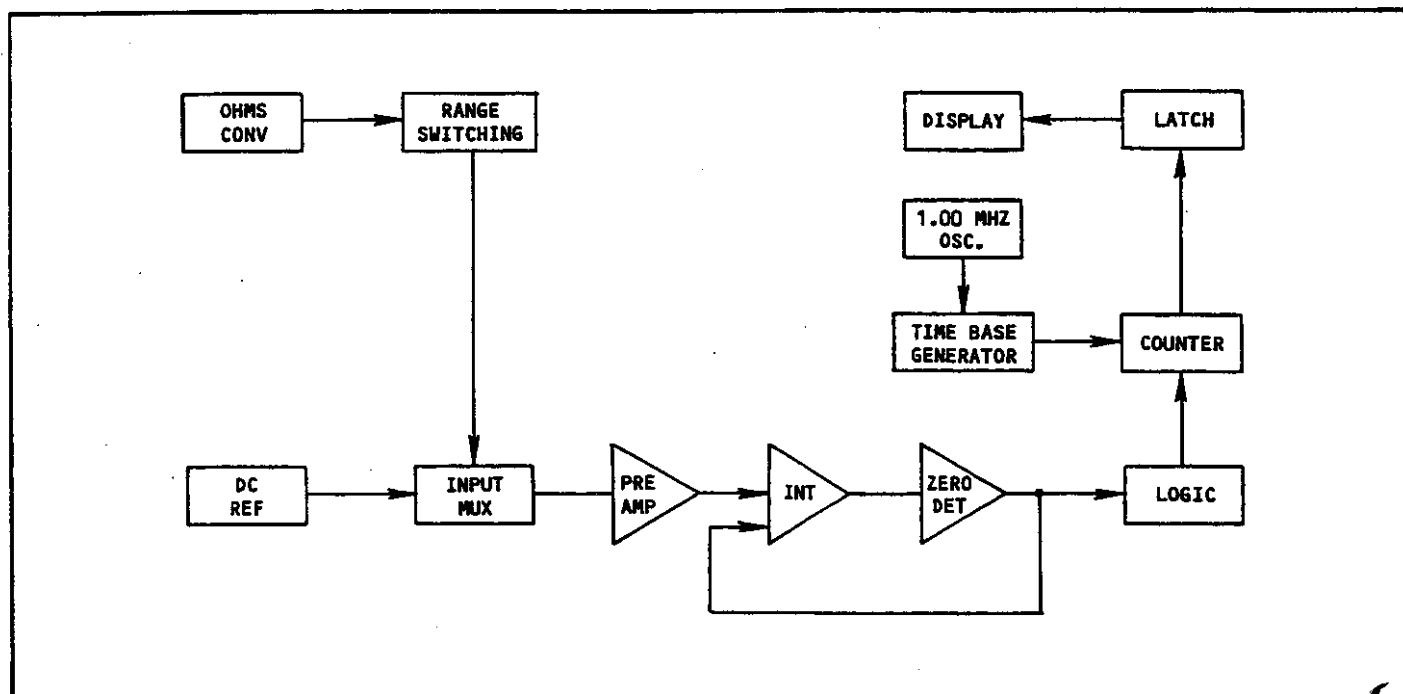 OHMS
CONV
RANGE
SWITCHING
DISPLAY
LATCH
1.00 MHZ
OSC.
TIME BASE
GENERATOR
COUNTER
DC
REF
INPUT
MUX
PRE
AMP
INT
ZERO
DET
LOGIC